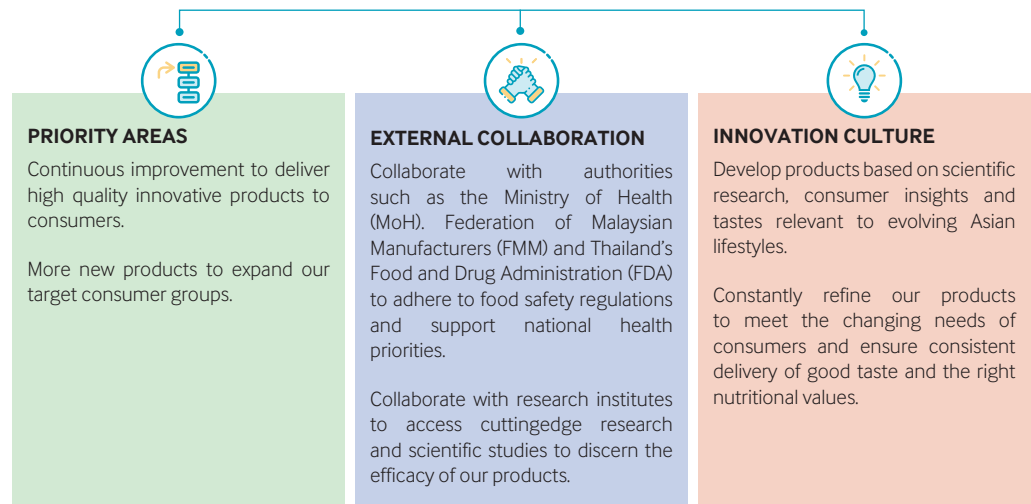 PRIORITY AREAS
Continuous improvement to deliver
high quality innovative products to
consumers.
More new products to expand our
target consumer groups.
EXTERNAL COLLABORATION
Collaborate with authorities
such as the Ministry of Health
(MoH). Federation of Malaysian
Manufacturers (FMM) and Thailand's
Food and Drug Administration (FDA)
to adhere to food safety regulations
and support national health
priorities.
Collaborate with research institutes
to access cuttingedge research
and scientific studies to discern the
efficacy of our products.
INNOVATION CULTURE
Develop products based on scientific
research, consumer insights and
tastes relevant to evolving Asian
lifestyles.
Constantly refine our products
to meet the changing needs of
consumers and ensure consistent
delivery of good taste and the right
nutritional values.